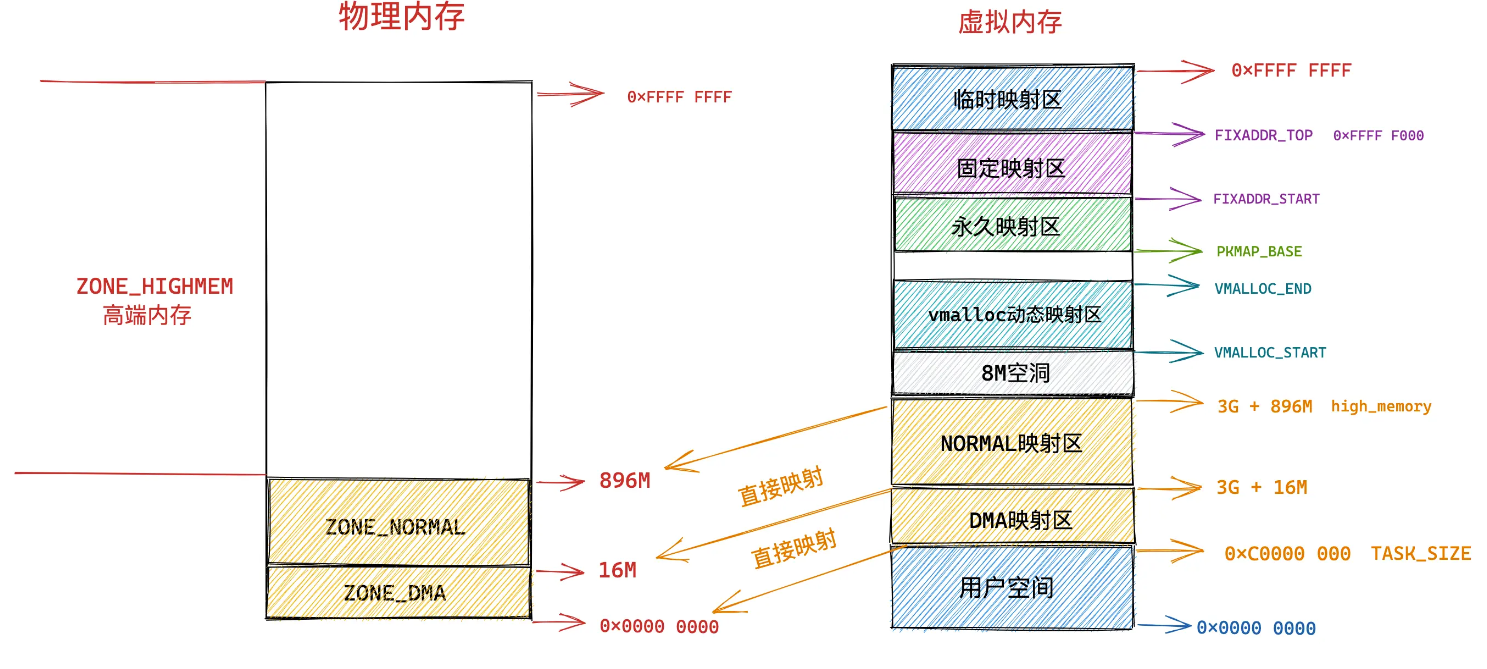 物理内存
0×FFFF FFFF
ZONE_HIGHMEM
高端内存
896M
ZONE_NORMAL
16M
ZONE_DMA
0×0000 0000
直接映射
直接映射
虚拟内存
临时映射区
0×FFFF FFFF
FIXADDR_TOP 0×FFFF F000
固定映射区
FIXADDR_START
永久映射区
PKMAP_BASE
VMALLOC_END
vmalloc动态映射区
VMALLOC_START
8M空洞
3G + 896M high_memory
NORMAL映射区
3G + 16M
DMA映射区
0×C0000 000 TASK_SIZE
用户空间
0×0000 0000